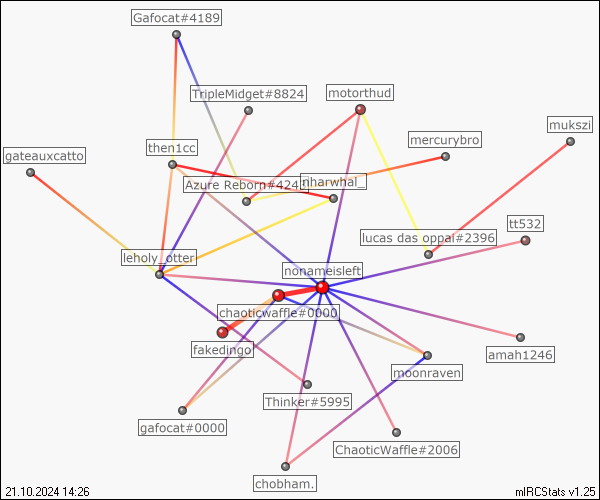 Gafocat#4189
TripleMidget#8824
motorthud
mukszi
mercurybro
then1cc
gateauxcatto
Azure Reborn#424
nharwhal_
tt532
lucas das oppai#2396
leholy_otter
nonameisleft
chaoticwaffle#0000
fakedingo
amah1246
moonraven
Thinker#5995
gafocat#0000
ChaoticWaffle#2006
chobham.
21.10.2024 14:26
mIRCStats v1.25